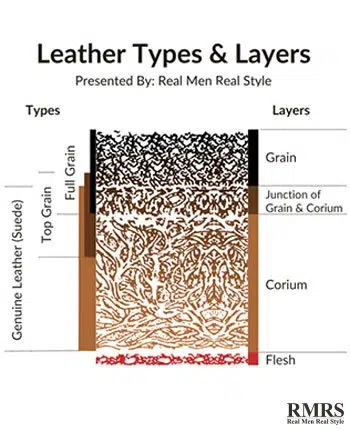 Leather Types & Layers
Presented By: Real Men Real Style
Types
Layers
Full Grain
Top Grain
Genuine Leather (Suede)
Grain
Junction of
Grain & Corium
Corium
Flesh
RMRS
Real Men Real Style